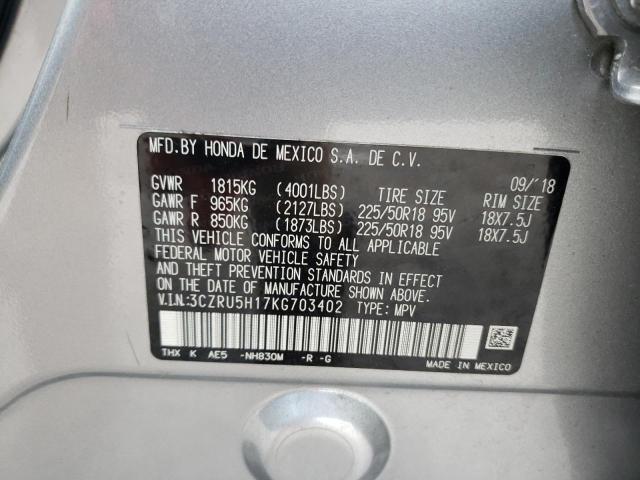 MFD.BY HONDA DE MEXICO S.A. DE C.V.
09/'18
GVWR 1815KG (4001LBS) TIRE SIZE RIM SIZE
GAWR F 965KG (2127LBS) 225/50R18 95V 18X7.5J
GAWR R 850KG (1873LBS) 225/50R18 95V 18X7.5J
THIS VEHICLE CONFORMS TO ALL APPLICABLE
FEDERAL MOTOR VEHICLE SAFETY
AND THEFT PREVENTION STANDARDS IN EFFECT
ON THE DATE OF MANUFACTURE SHOWN ABOVE.
V.I.N:3CZRU5H17KG703402 TYPE: MPV
THX K AE5 -NH830M -R -G
MADE IN MEXICO